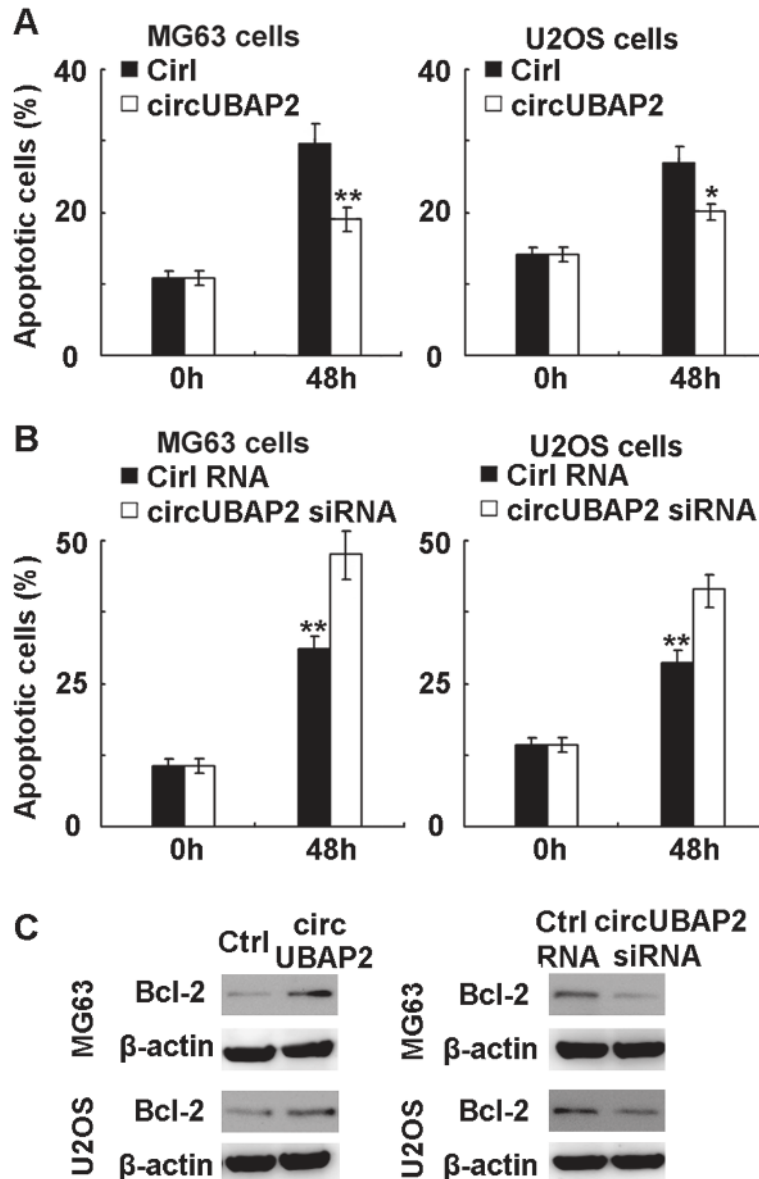 A
MG63 cells
Cirl
circUBAP2
Apoptotic cells (%)
40
20
0
**
0h
48h
U2OS cells
Cirl
circUBAP2
40
20
0
*
0h
48h
B
MG63 cells
Cirl RNA
circUBAP2 siRNA
Apoptotic cells (%)
50
25
0
**
0h
48h
U2OS cells
Cirl RNA
circUBAP2 siRNA
50
25
0
**
0h
48h
C
Ctrl
circ
UBAP2
MG63
Bcl-2
β-actin
U2OS
Bcl-2
β-actin
Ctrl circUBAP2
RNA siRNA
MG63
Bcl-2
β-actin
U2OS
Bcl-2
β-actin